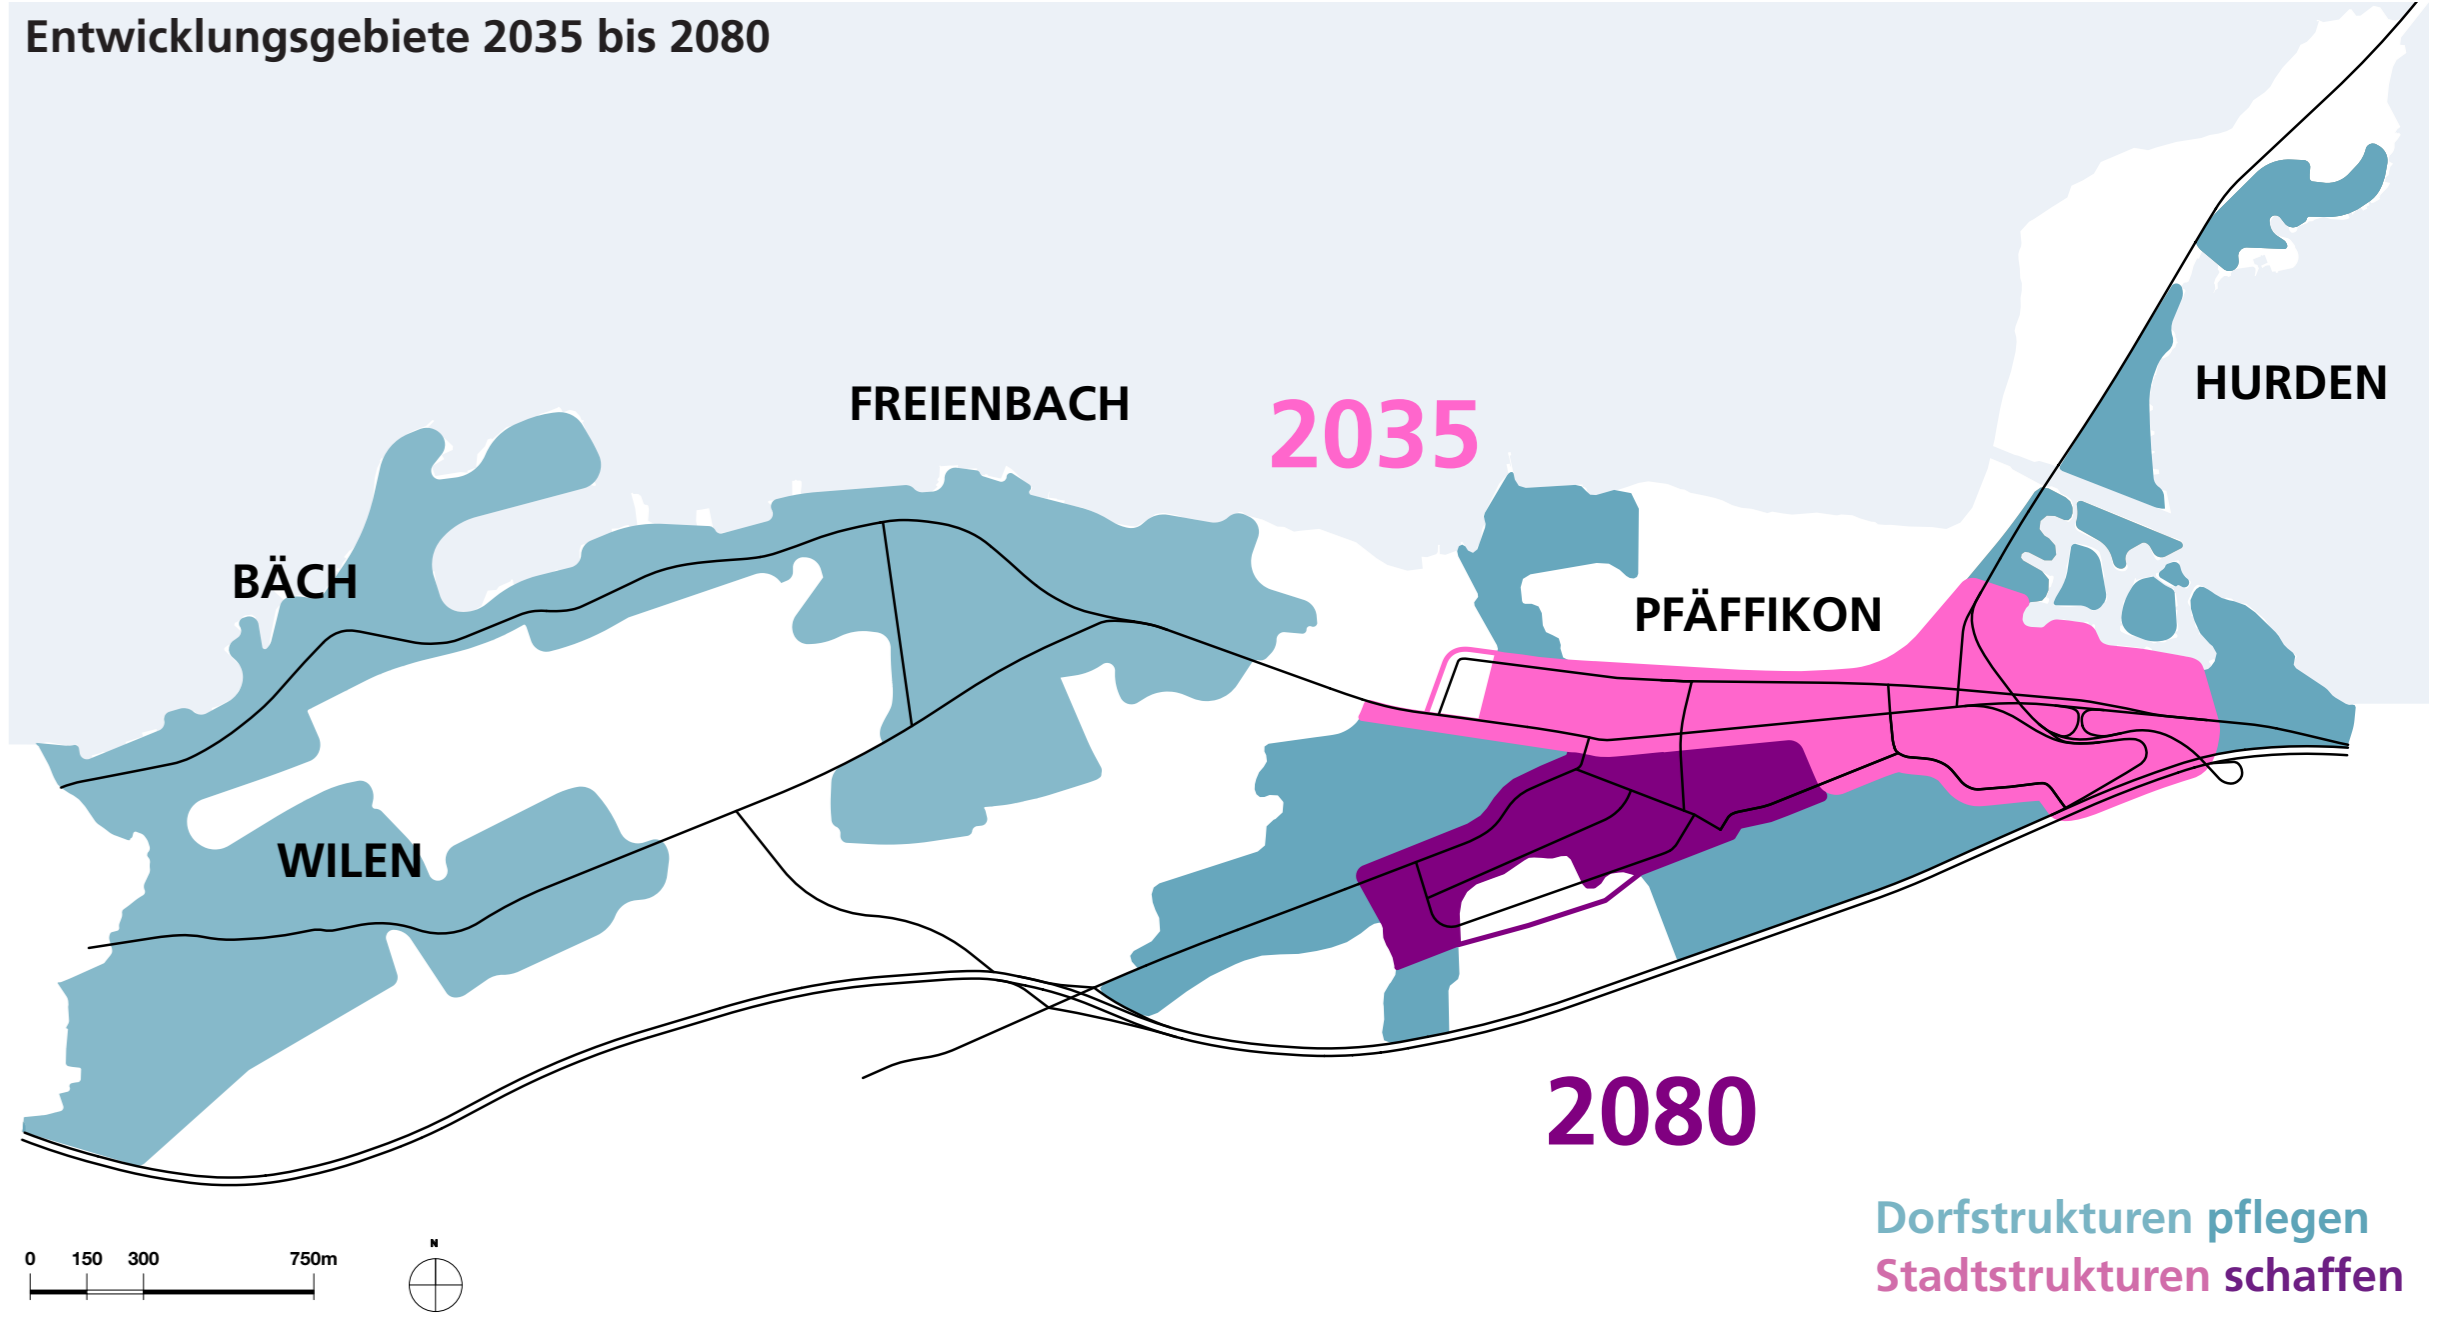 Entwicklungsgebiete 2035 bis 2080
HURDEN
FREIENBACH
2035
BÄCH
PFÄFFIKON
WILEN
2080
Dorfstrukturen pflegen
Stadtstrukturen schaffen
0 150 300 750m
N